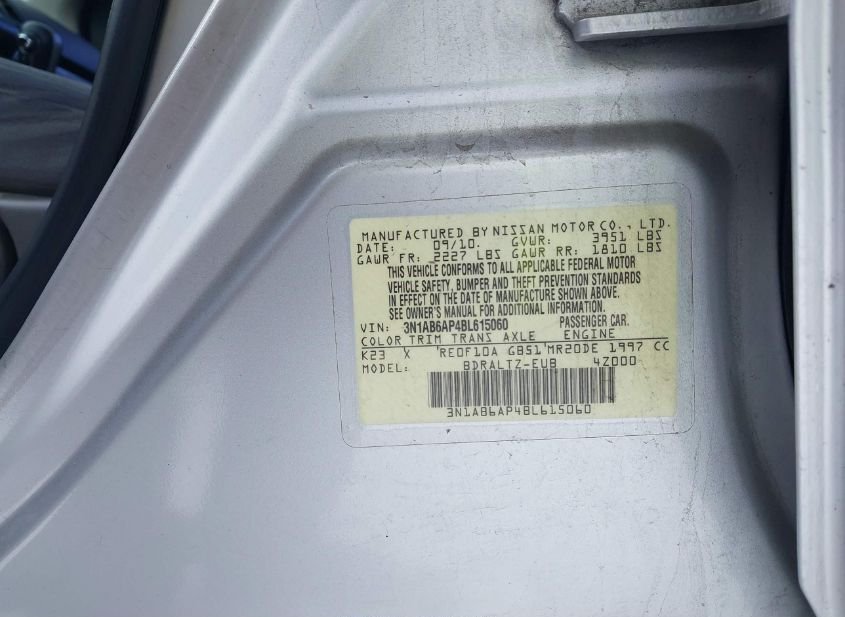 MANUFACTURED BY NISSAN MOTOR CO., LTD.
DATE: 09/10. GVWR: 3951 LBS
GAWR FR: 2227 LBS GAWR RR: 1810 LBS
THIS VEHICLE CONFORMS TO ALL APPLICABLE FEDERAL MOTOR
VEHICLE SAFETY, BUMPER AND THEFT PREVENTION STANDARDS
IN EFFECT ON THE DATE OF MANUFACTURE SHOWN ABOVE.
SEE OWNER'S MANUAL FOR ADDITIONAL INFORMATION.
VIN: 3N1AB6AP4BL615060 PASSENGER CAR.
COLOR TRIM TRANS AXLE ENGINE
K23 X 'RE0F10A GB51'MR20DE 1997 CC
MODEL: BDRALTZ-EUB 4Z000
3N1AB6AP4BL615060